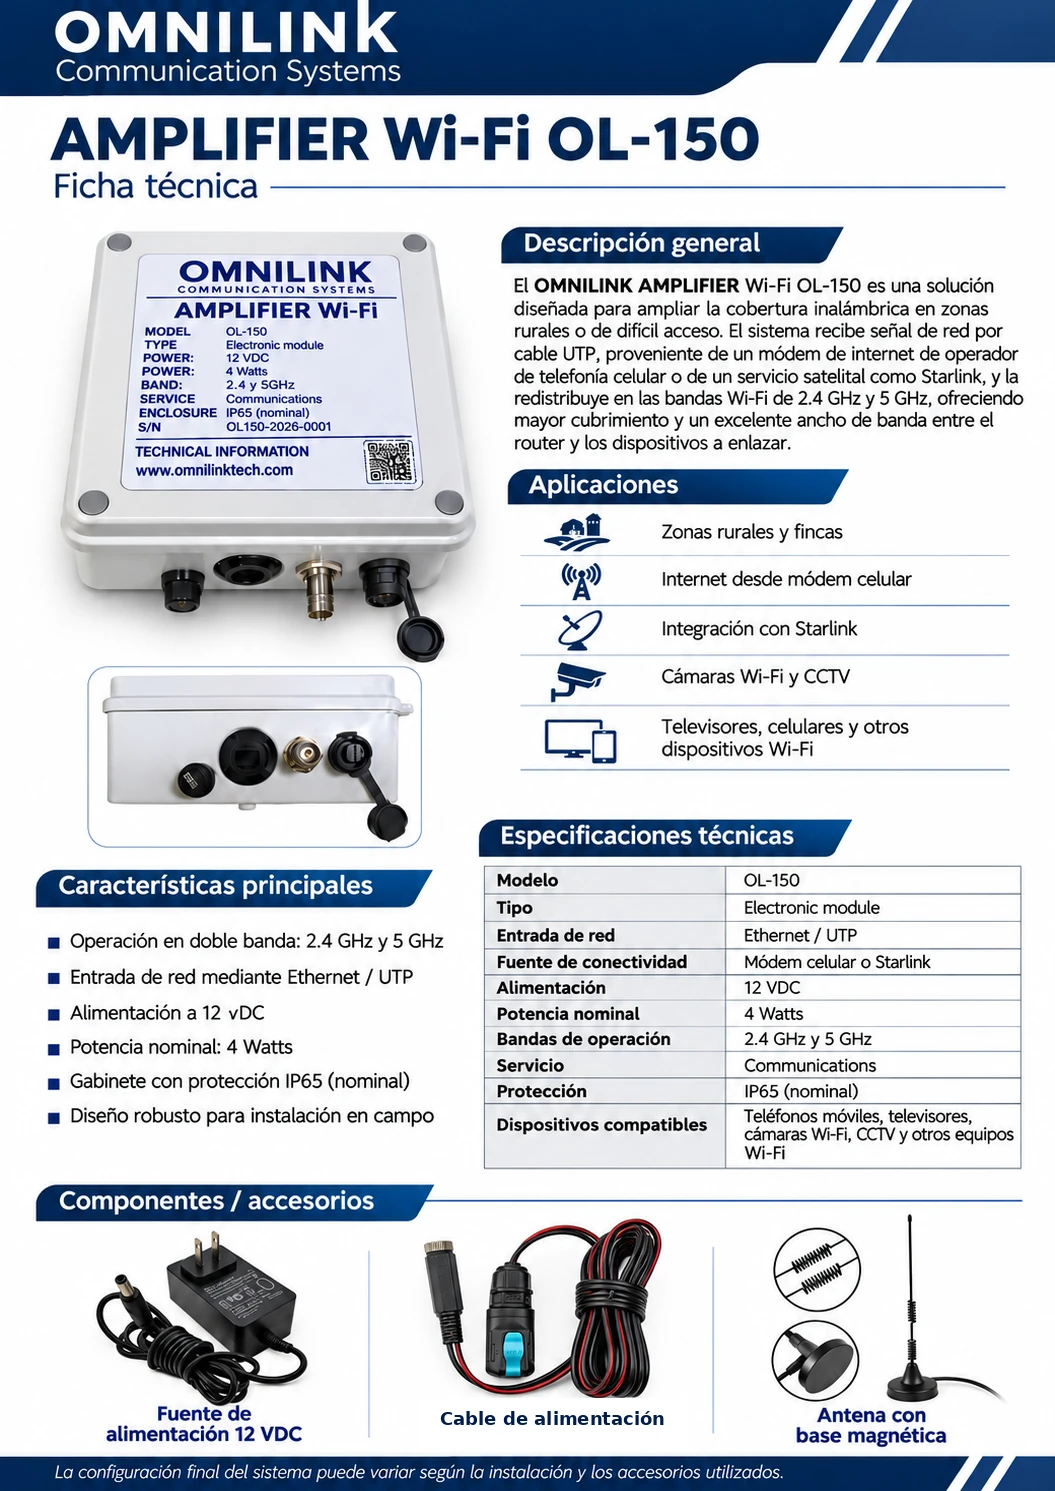 OMNILINK
Communication Systems
AMPLIFIER Wi-Fi OL-150
Ficha técnica
OMNILINK
COMMUNICATION SYSTEMS
AMPLIFIER Wi-Fi
MODEL OL-150
TYPE Electronic module
POWER: 12 VDC
POWER: 4 Watts
BAND: 2.4 y 5GHz
SERVICE Communications
ENCLOSURE IP65 (nominal)
S/N OL150-2026-0001
TECHNICAL INFORMATION
www.omnilinktech.com
Descripción general
El OMNILINK AMPLIFIER Wi-Fi OL-150 es una solución
diseñada para ampliar la cobertura inalámbrica en zonas
rurales o de difícil acceso. El sistema recibe señal de red por
cable UTP, proveniente de un módem de internet de operador
de telefonía celular o de un servicio satelital como Starlink, y la
redistribuye en las bandas Wi-Fi de 2.4 GHz y 5 GHz, ofreciendo
mayor cubrimiento y un excelente ancho de banda entre el
router y los dispositivos a enlazar.
Aplicaciones
Zonas rurales y fincas
Internet desde módem celular
Integración con Starlink
Cámaras Wi-Fi y CCTV
Televisores, celulares y otros
dispositivos Wi-Fi
Características principales
Operación en doble banda: 2.4 GHz y 5 GHz
Entrada de red mediante Ethernet / UTP
Alimentación a 12 vDC
Potencia nominal: 4 Watts
Gabinete con protección IP65 (nominal)
Diseño robusto para instalación en campo
Especificaciones técnicas
Modelo OL-150
Tipo Electronic module
Entrada de red Ethernet / UTP
Fuente de conectividad Módem celular o Starlink
Alimentación 12 VDC
Potencia nominal 4 Watts
Bandas de operación 2.4 GHz y 5 GHz
Servicio Communications
Protección IP65 (nominal)
Dispositivos compatibles Teléfonos móviles, televisores,
cámaras Wi-Fi, CCTV y otros equipos
Wi-Fi
Componentes / accesorios
Fuente de
alimentación 12 VDC
Cable de alimentación
Antena con
base magnética
La configuración final del sistema puede variar según la instalación y los accesorios utilizados.